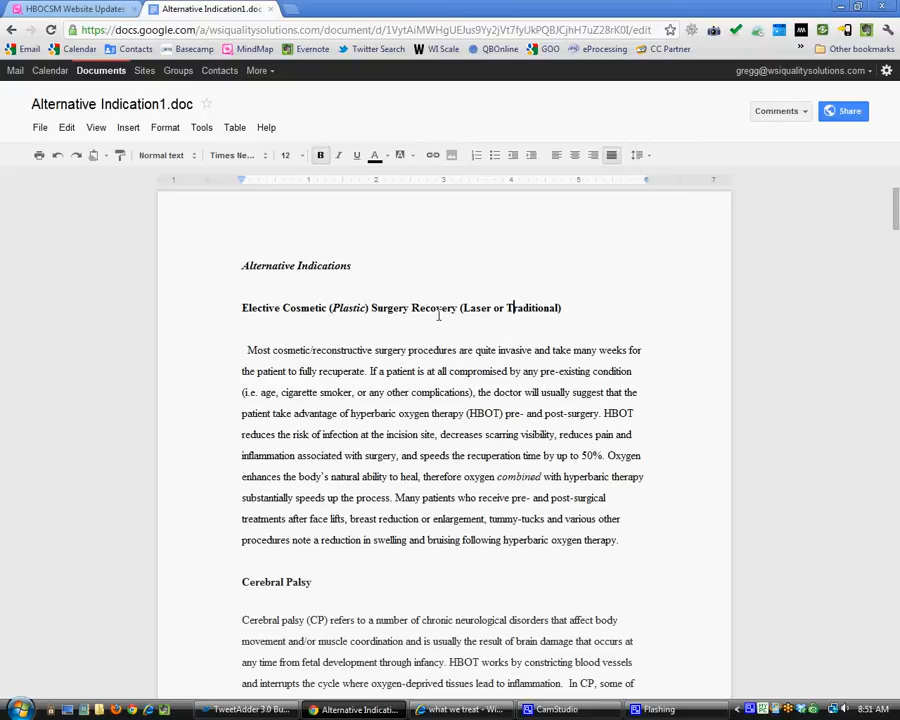 HBOCSM Website Updates
Alternative Indication1.doc
https://docs.google.com/a/wsiqualitysolutions.com/document/d/1VytAiMWHgUEJus9Yy2jVt7fyUkPQBJCjhH7uZ28rK0I/edit
Email Calendar Basecamp MindMap Evernote Twitter Search WI Scale QBOnline GOO eProcessing CC Partner » Other bookmarks
Mail Calendar Documents Sites Groups Contacts More gregg@wsiqualitysolutions.com
Alternative Indication1.doc
Comments Share
File Edit View Insert Format Tools Table Help
Normal text Times Ne... 12 B I U A A
1 1 2 3 4 5 6 7
Alternative Indications
Elective Cosmetic (Plastic) Surgery Recovery (Laser or Traditional)
Most cosmetic/reconstructive surgery procedures are quite invasive and take many weeks for
the patient to fully recuperate. If a patient is at all compromised by any pre-existing condition
(i.e. age, cigarette smoker, or any other complications), the doctor will usually suggest that the
patient take advantage of hyperbaric oxygen therapy (HBOT) pre- and post-surgery. HBOT
reduces the risk of infection at the incision site, decreases scarring visibility, reduces pain and
inflammation associated with surgery, and speeds the recuperation time by up to 50%. Oxygen
enhances the body's natural ability to heal, therefore oxygen combined with hyperbaric therapy
substantially speeds up the process. Many patients who receive pre- and post-surgical
treatments after face lifts, breast reduction or enlargement, tummy-tucks and various other
procedures note a reduction in swelling and bruising following hyperbaric oxygen therapy.
Cerebral Palsy
Cerebral palsy (CP) refers to a number of chronic neurological disorders that affect body
movement and/or muscle coordination and is usually the result of brain damage that occurs at
any time from fetal development through infancy. HBOT works by constricting blood vessels
and interrupts the cycle where oxygen-deprived tissues lead to inflammation. In CP, some of
TweetAdder 3.0 Bu... Alternative Indicati... what we treat - Wi... CamStudio Flashing 8:51 AM